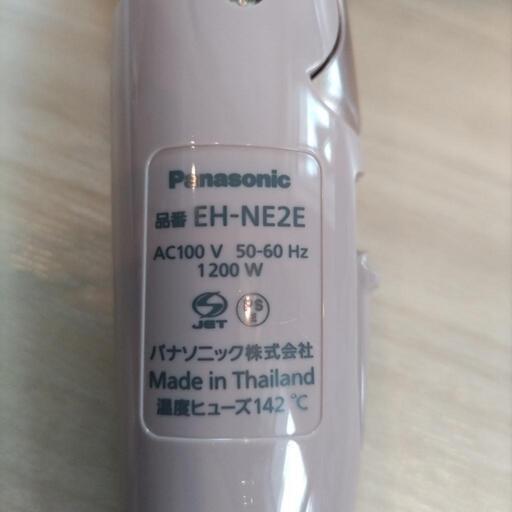 Panasonic
品番 EH-NE2E
AC100 V 50-60 Hz
1200 W
JET PS E
パナソニック株式会社
Made in Thailand
温度ヒューズ142 ℃